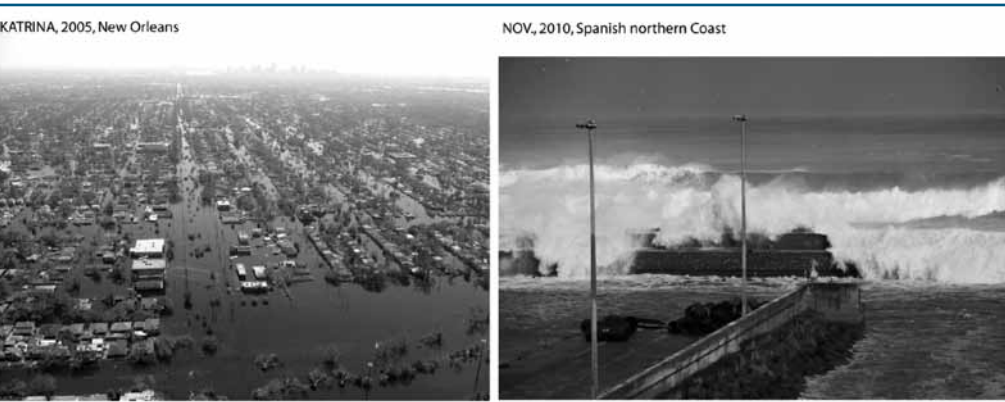 KATRINA, 2005, New Orleans
NOV., 2010, Spanish northern Coast